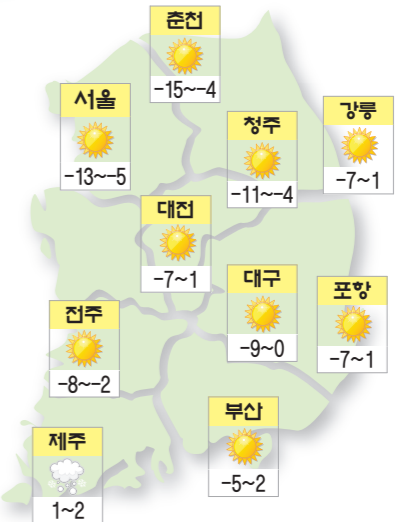 춘천
-15~-4
서울
-13~-5
청주
-11~-4
강릉
-7~1
대전
-7~1
대구
-9~0
포항
-7~1
전주
-8~-2
부산
-5~2
제주
1~2